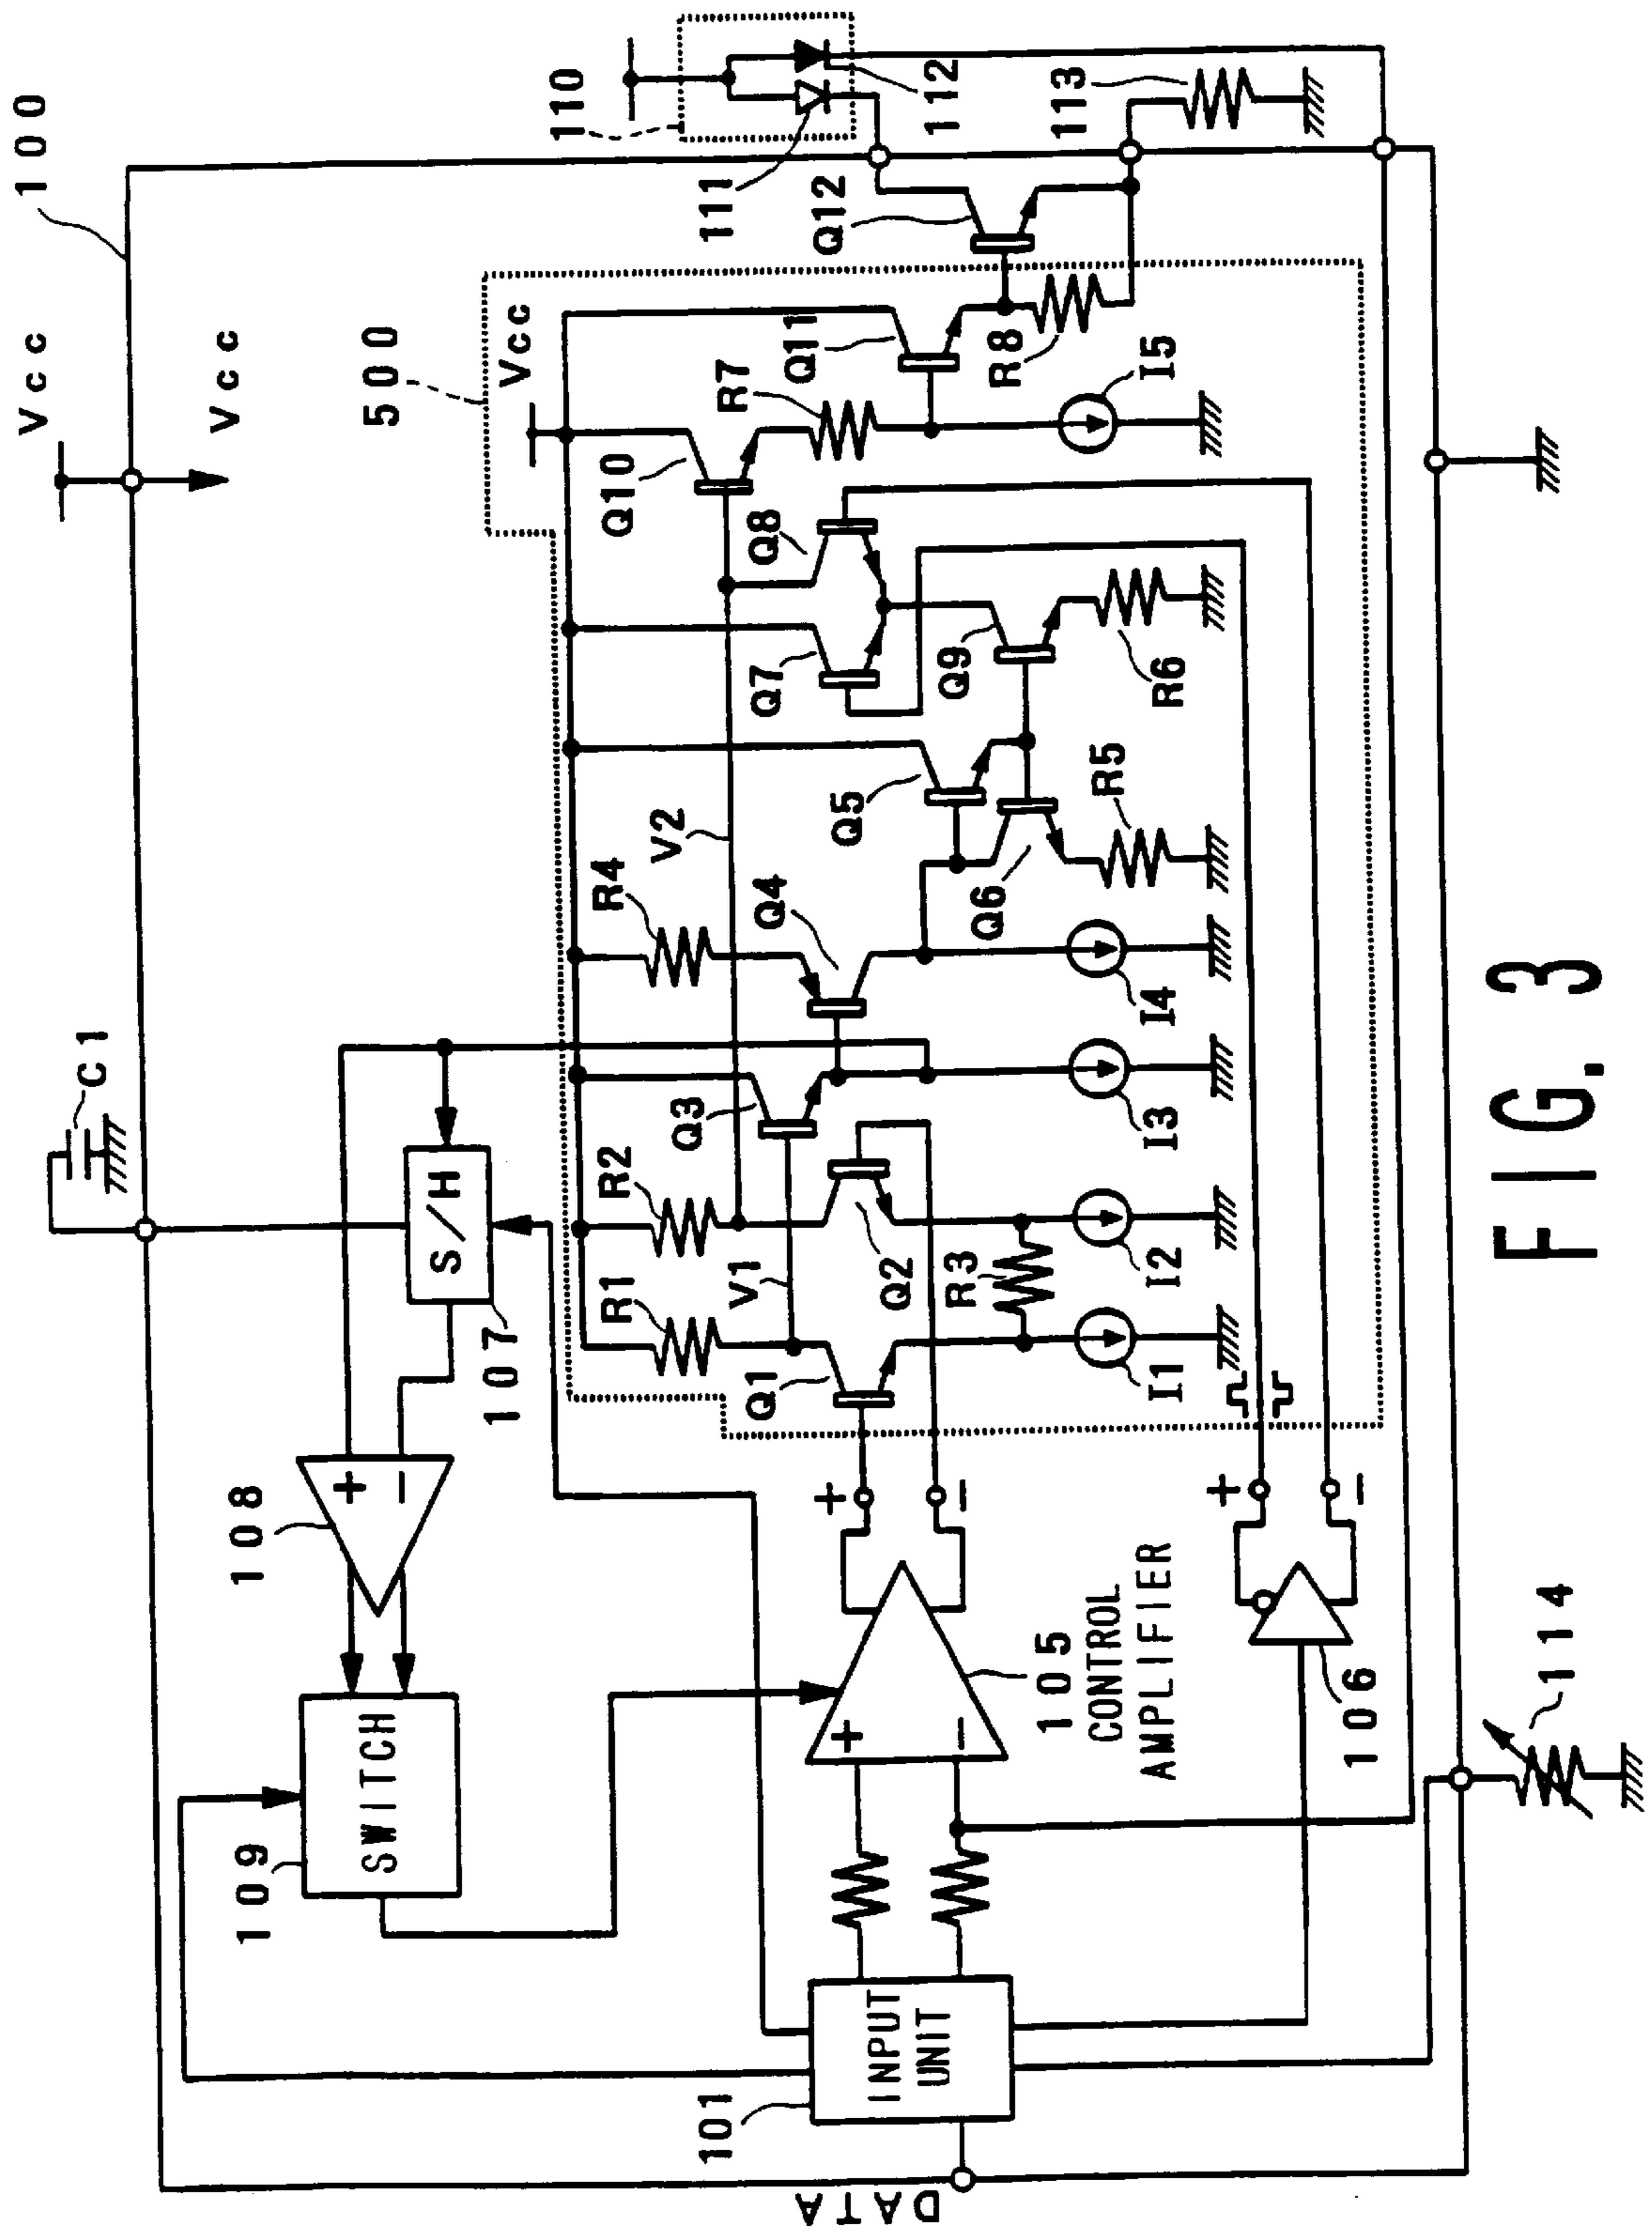 100
Vcc
Vcc
C1
110
111
112
113
500
Vcc
108
+
−
S/H
107
SWITCH
109
R1
R2
R4
V1
V2
Q1
Q2
Q3
Q4
Q5
Q6
Q7
Q8
Q9
Q10
Q11
Q12
R3
R5
R6
R7
R8
I1
I2
I3
I4
I5
+
−
+
−
105
CONTROL
AMPLIFIER
+
−
106
INPUT
UNIT
101
DATA
114
FIG. 3